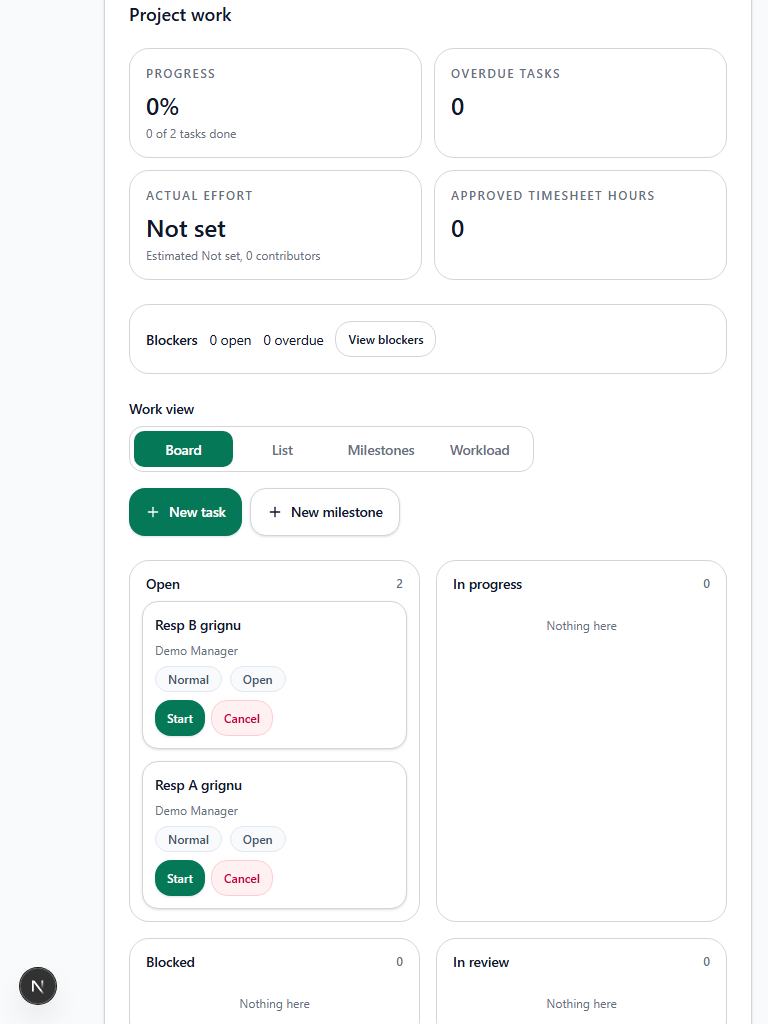 Project work
PROGRESS
0%
0 of 2 tasks done
OVERDUE TASKS
0
ACTUAL EFFORT
Not set
Estimated Not set, 0 contributors
APPROVED TIMESHEET HOURS
0
Blockers 0 open 0 overdue View blockers
Work view
Board List Milestones Workload
+ New task + New milestone
Open 2
Resp B grignu
Demo Manager
Normal Open
Start Cancel
Resp A grignu
Demo Manager
Normal Open
Start Cancel
In progress 0
Nothing here
Blocked 0
Nothing here
In review 0
Nothing here
N